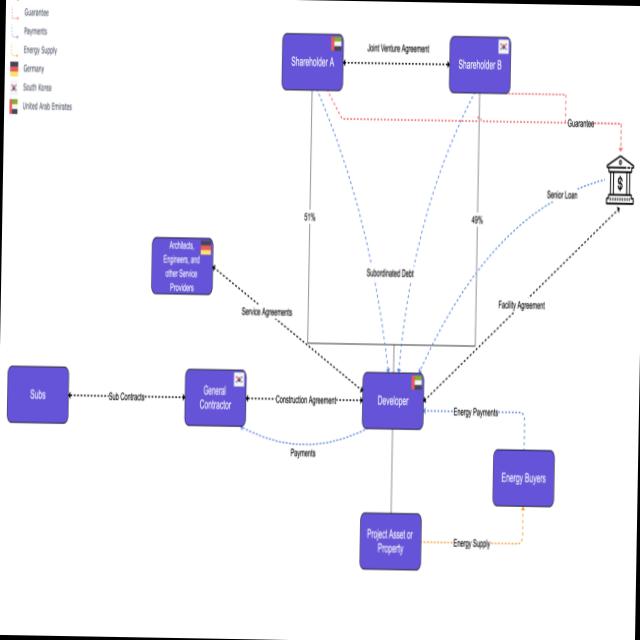 Guarantee
Payments
Energy Supply
Germany
South Korea
United Arab Emirates
Shareholder A
Joint Venture Agreement
Shareholder B
Guarantee
$
Senior Loan
51%
49%
Architects,
Engineers, and
other Service
Providers
Subordinated Debt
Facility Agreement
Service Agreements
Subs
Sub Contracts
General
Contractor
Construction Agreement
Developer
Energy Payments
Payments
Energy Buyers
Project Asset or
Property
Energy Supply